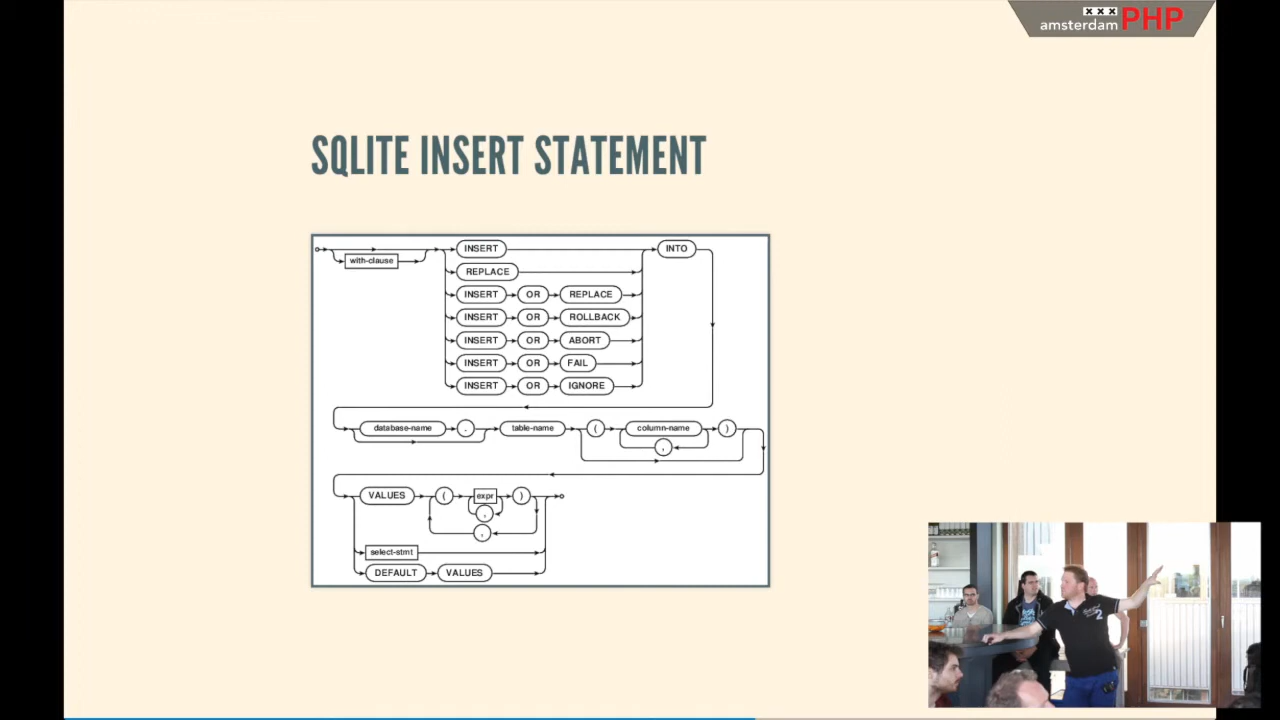 amsterdam PHP
SQLITE INSERT STATEMENT
INSERT INTO
with-clause
REPLACE
INSERT OR REPLACE
INSERT OR ROLLBACK
INSERT OR ABORT
INSERT OR FAIL
INSERT OR IGNORE
database-name . table-name ( column-name )
,
VALUES ( expr )
,
,
select-stmt
DEFAULT VALUES
2